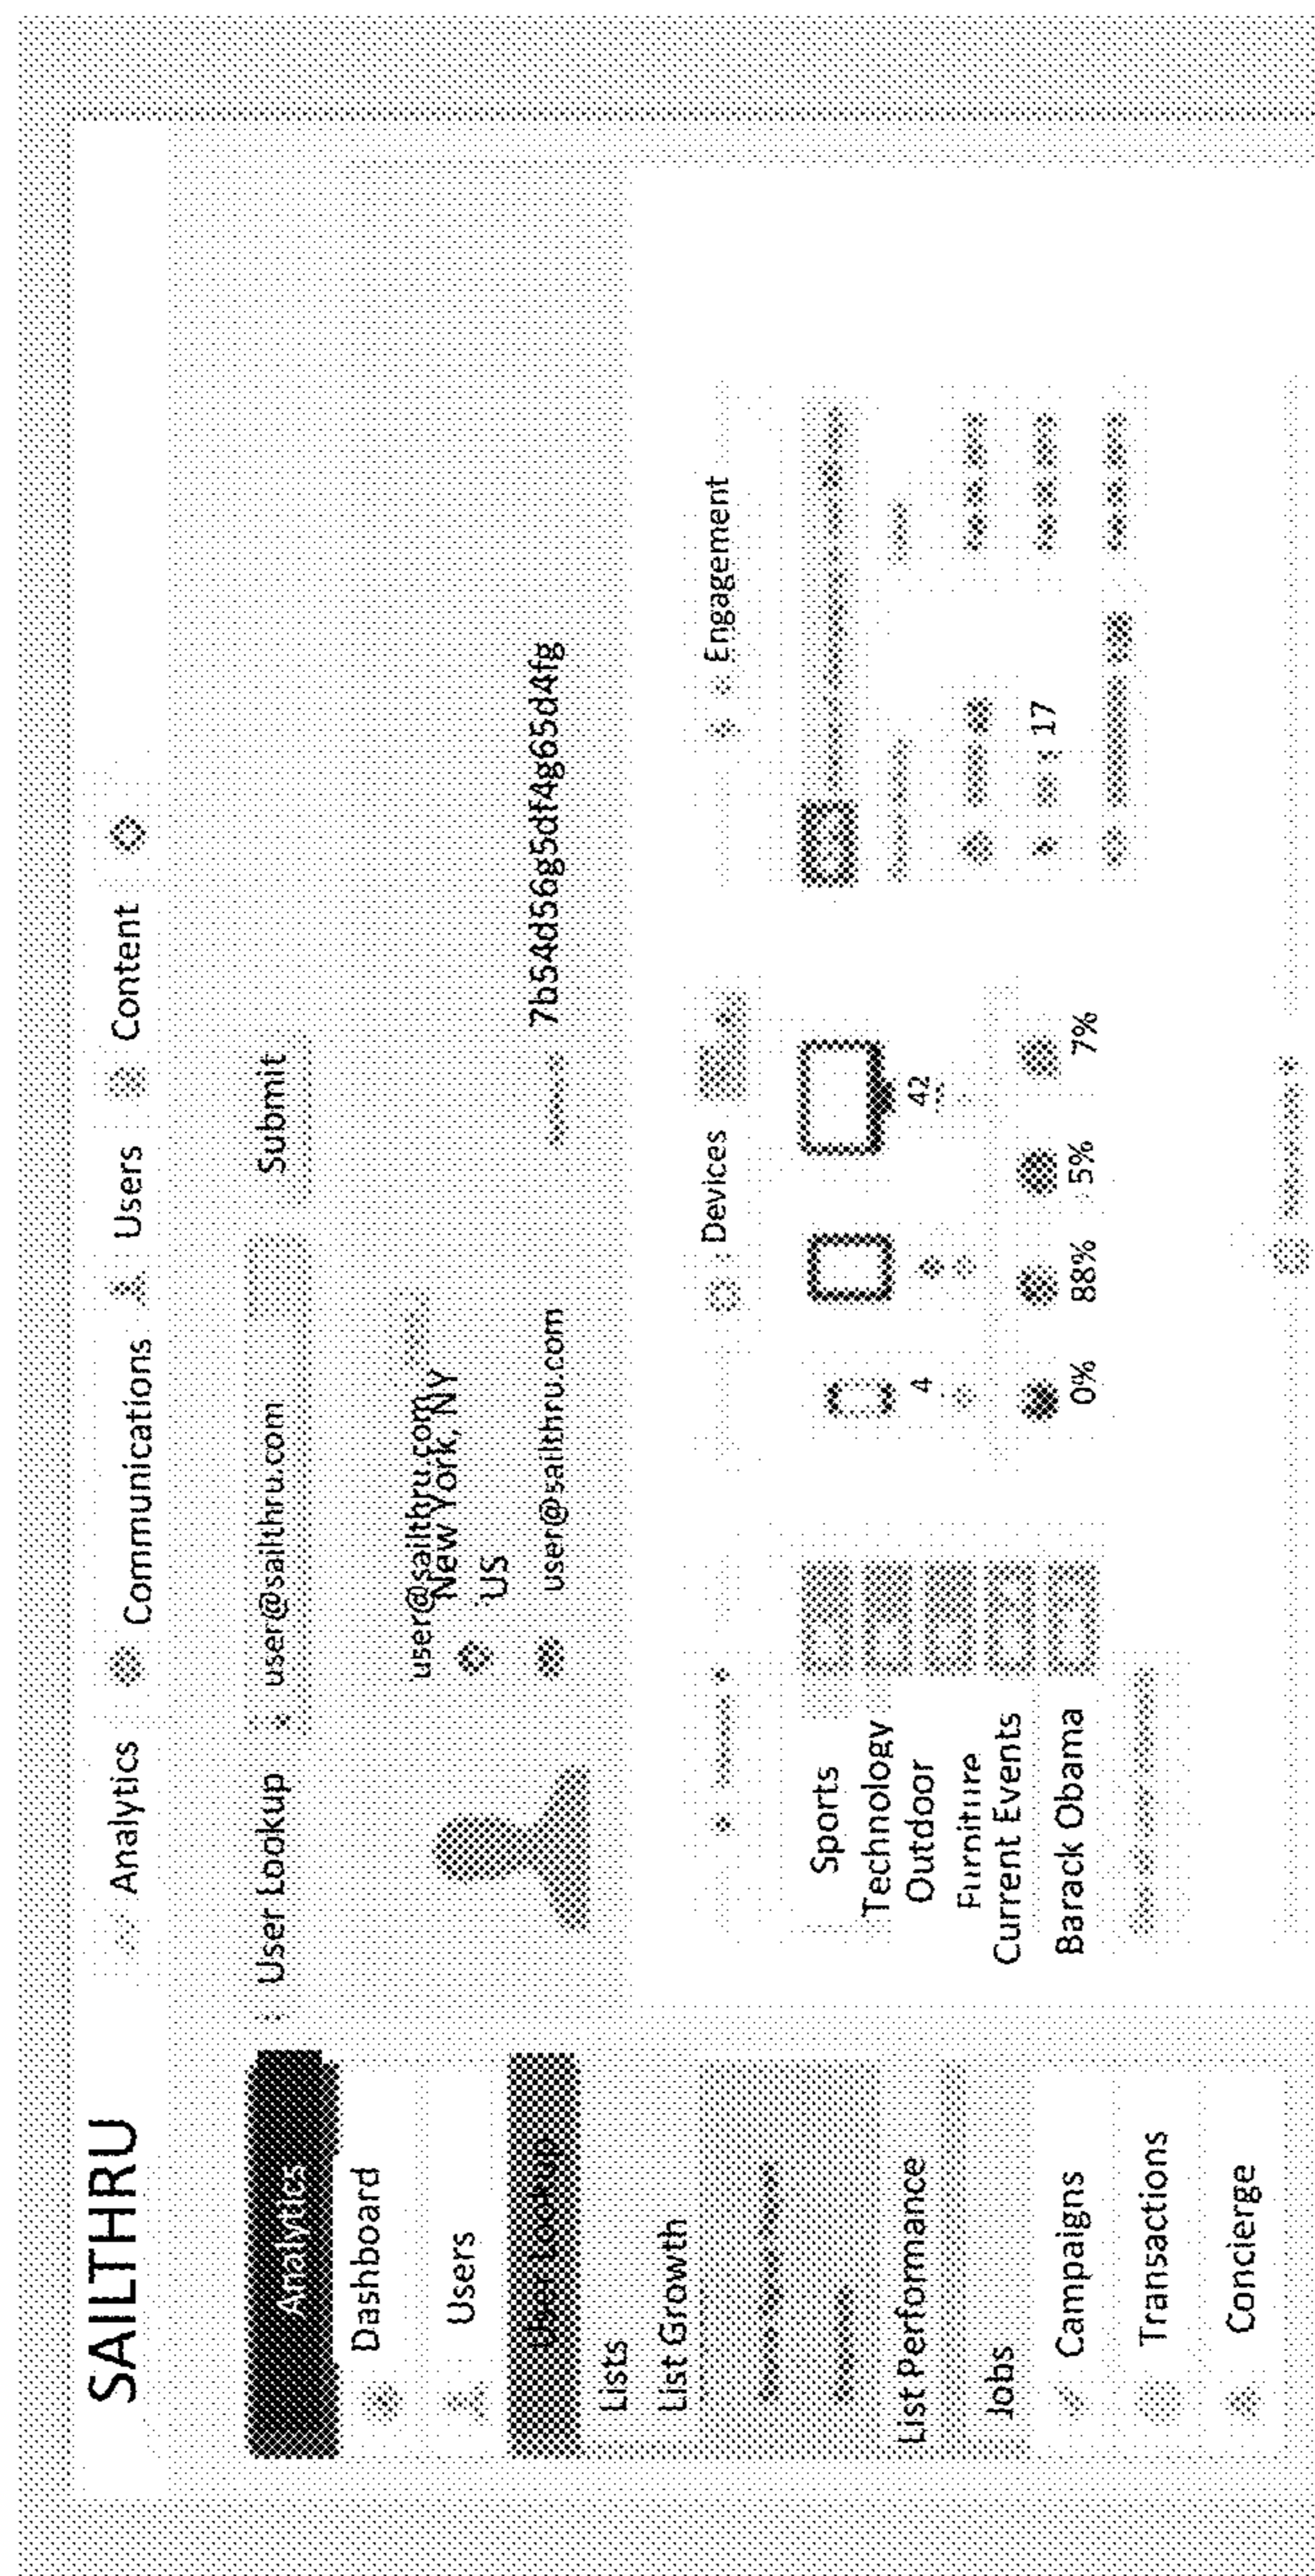 SAILTHRU
Analytics Communications Users Content
Analytics
Dashboard
Users
User Lookup
Lists
List Growth
List Performance
Jobs
Campaigns
Transactions
Concierge
User Lookup user@sailthru.com Submit
user@sailthru.com
New York, NY
US
user@sailthru.com 7b54d56g5df4g65d4fg
Sports
Technology
Outdoor
Furniture
Current Events
Barack Obama
Devices
4 42
0% 88% 5% 7%
Engagement
17